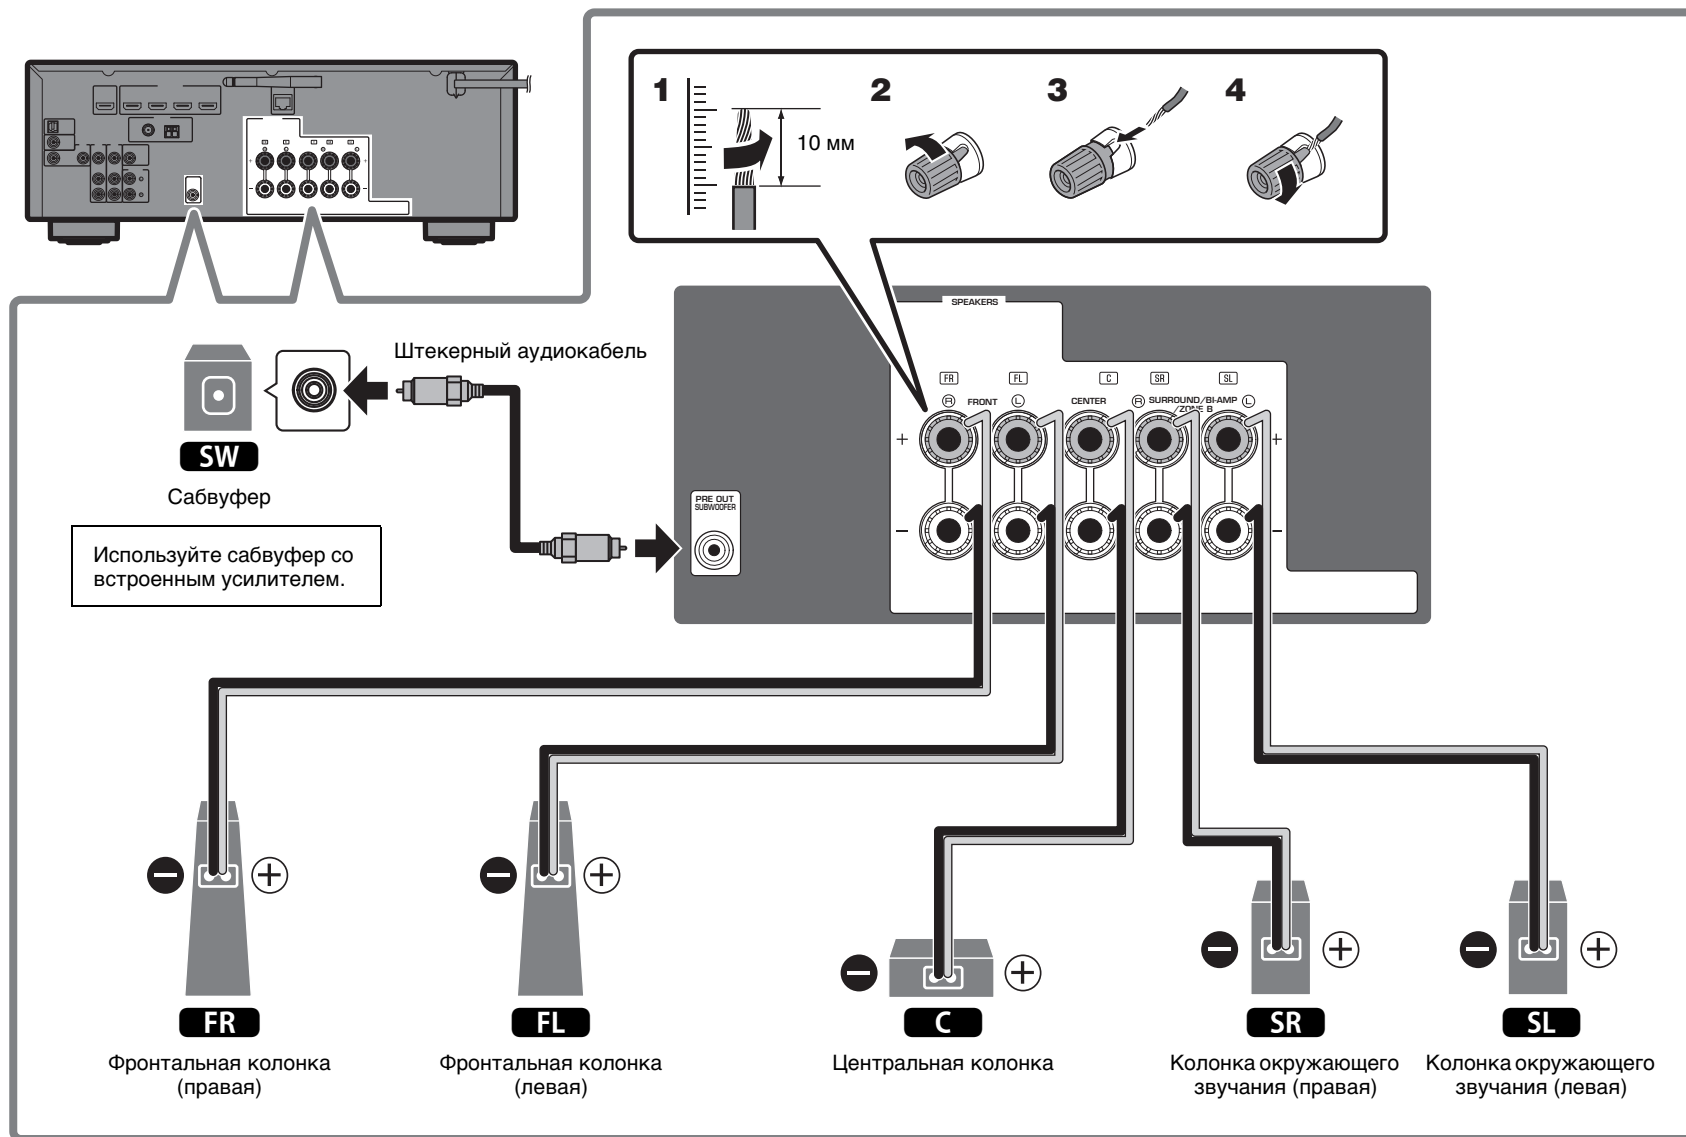 1
10 мм
2
3
4
SPEAKERS
FR
FL
C
SR
SL
R FRONT L
CENTER
R SURROUND/BI-AMP L
/ZONE B
+
+
–
–
PRE OUT
SUBWOOFER
Штекерный аудиокабель
SW
Сабвуфер
Используйте сабвуфер со
встроенным усилителем.
– +
– +
– +
– +
– +
FR
FL
C
SR
SL
Фронтальная колонка
(правая)
Фронтальная колонка
(левая)
Центральная колонка
Колонка окружающего
звучания (правая)
Колонка окружающего
звучания (левая)